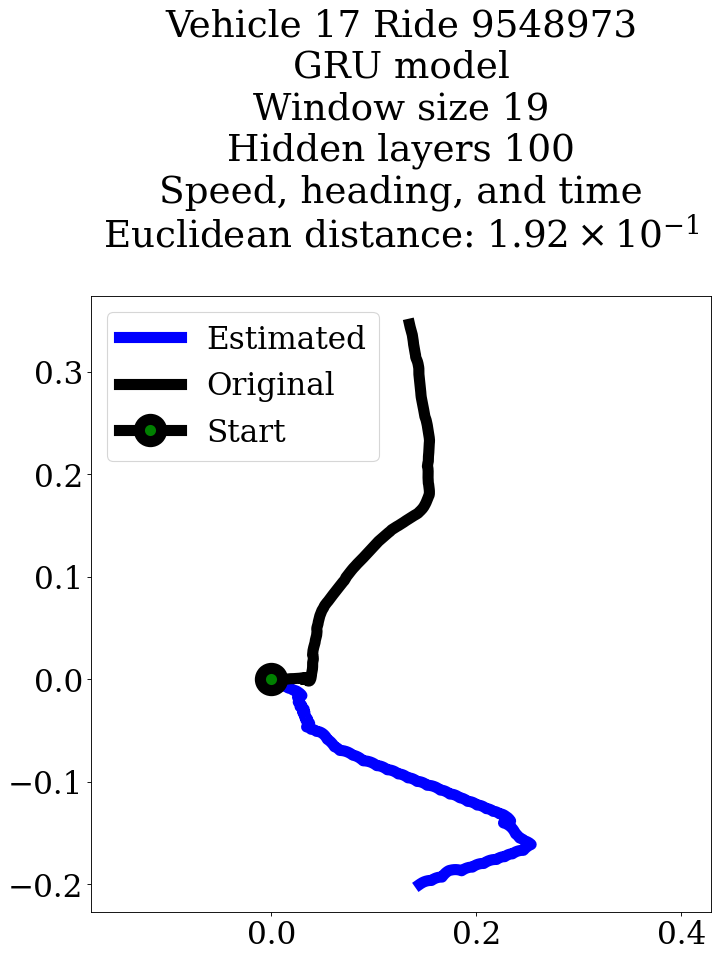 Vehicle 17 Ride 9548973
GRU model
Window size 19
Hidden layers 100
Speed, heading, and time
Euclidean distance: 1.92 × 10⁻¹
Estimated
Original
Start
0.3
0.2
0.1
0.0
−0.1
−0.2
0.0 0.2 0.4